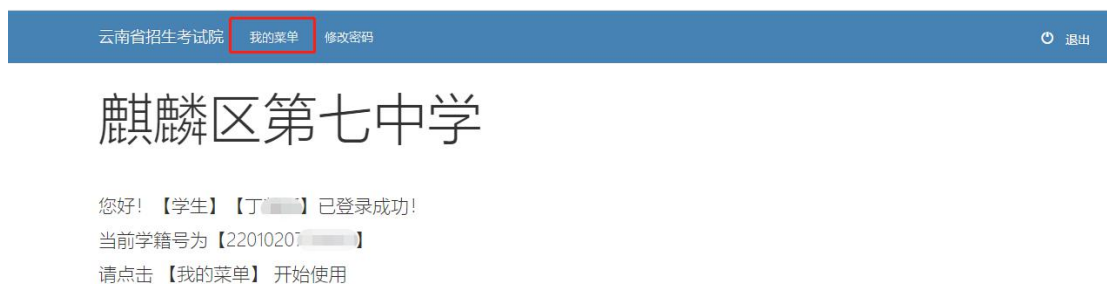 云南省招生考试院 我的菜单 修改密码 退出
麒麟区第七中学
您好！【学生】【丁】已登录成功！
当前学籍号为【2201020】
请点击 【我的菜单】 开始使用